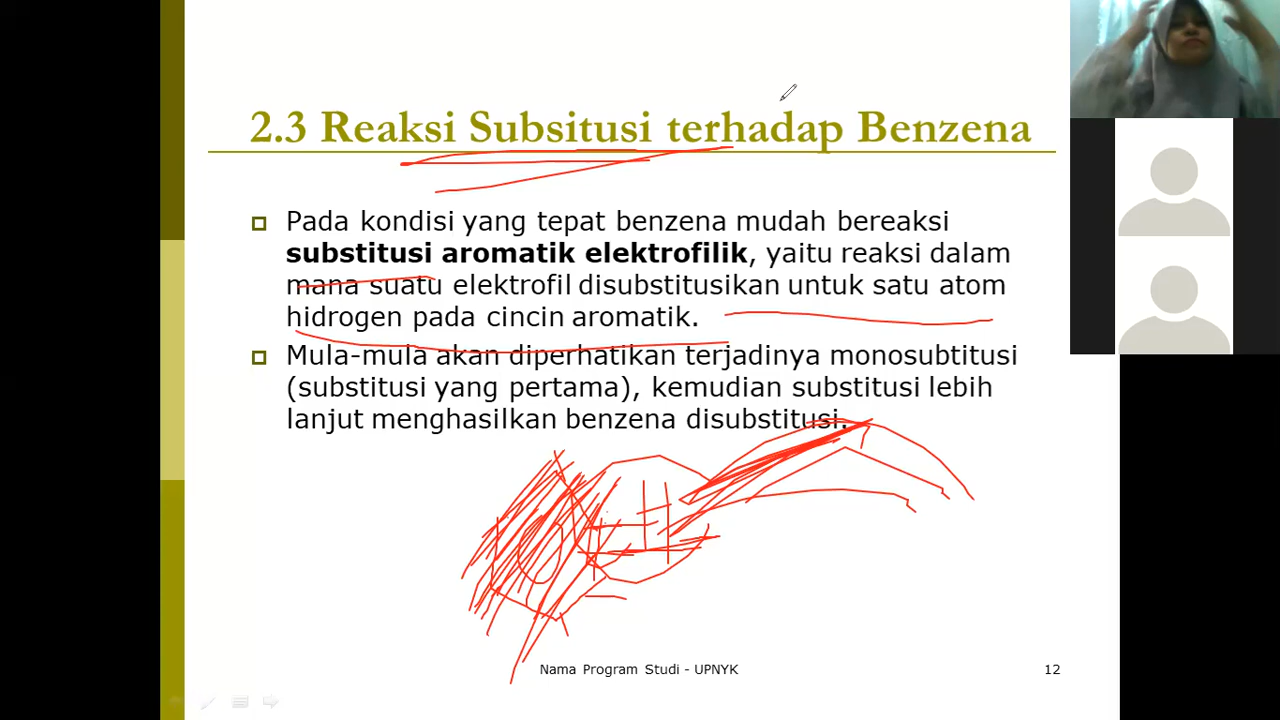 2.3 Reaksi Subsitusi terhadap Benzena
Pada kondisi yang tepat benzena mudah bereaksi
substitusi aromatik elektrofilik, yaitu reaksi dalam
mana suatu elektrofil disubstitusikan untuk satu atom
hidrogen pada cincin aromatik.
Mula-mula akan diperhatikan terjadinya monosubtitusi
(substitusi yang pertama), kemudian substitusi lebih
lanjut menghasilkan benzena disubstitusi.
Nama Program Studi - UPNYK
12